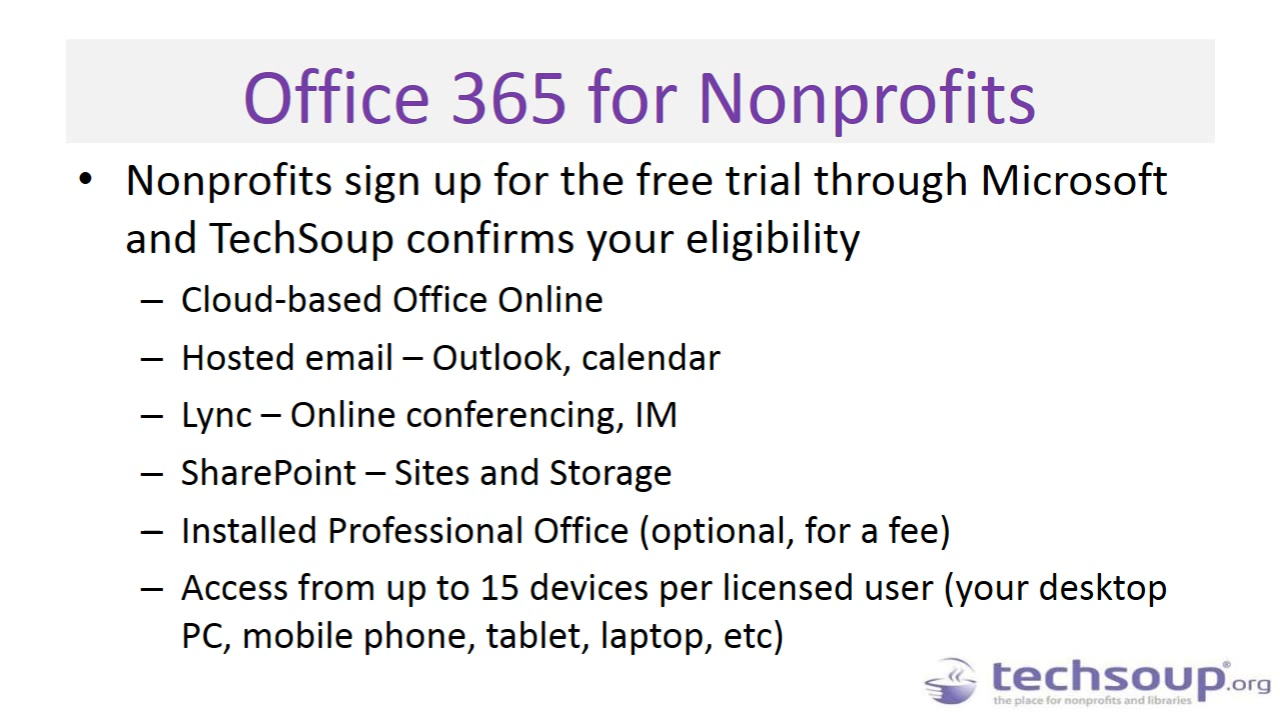 Office 365 for Nonprofits
• Nonprofits sign up for the free trial through Microsoft
and TechSoup confirms your eligibility
– Cloud-based Office Online
– Hosted email – Outlook, calendar
– Lync – Online conferencing, IM
– SharePoint – Sites and Storage
– Installed Professional Office (optional, for a fee)
– Access from up to 15 devices per licensed user (your desktop
PC, mobile phone, tablet, laptop, etc)
techsoup®.org
the place for nonprofits and libraries